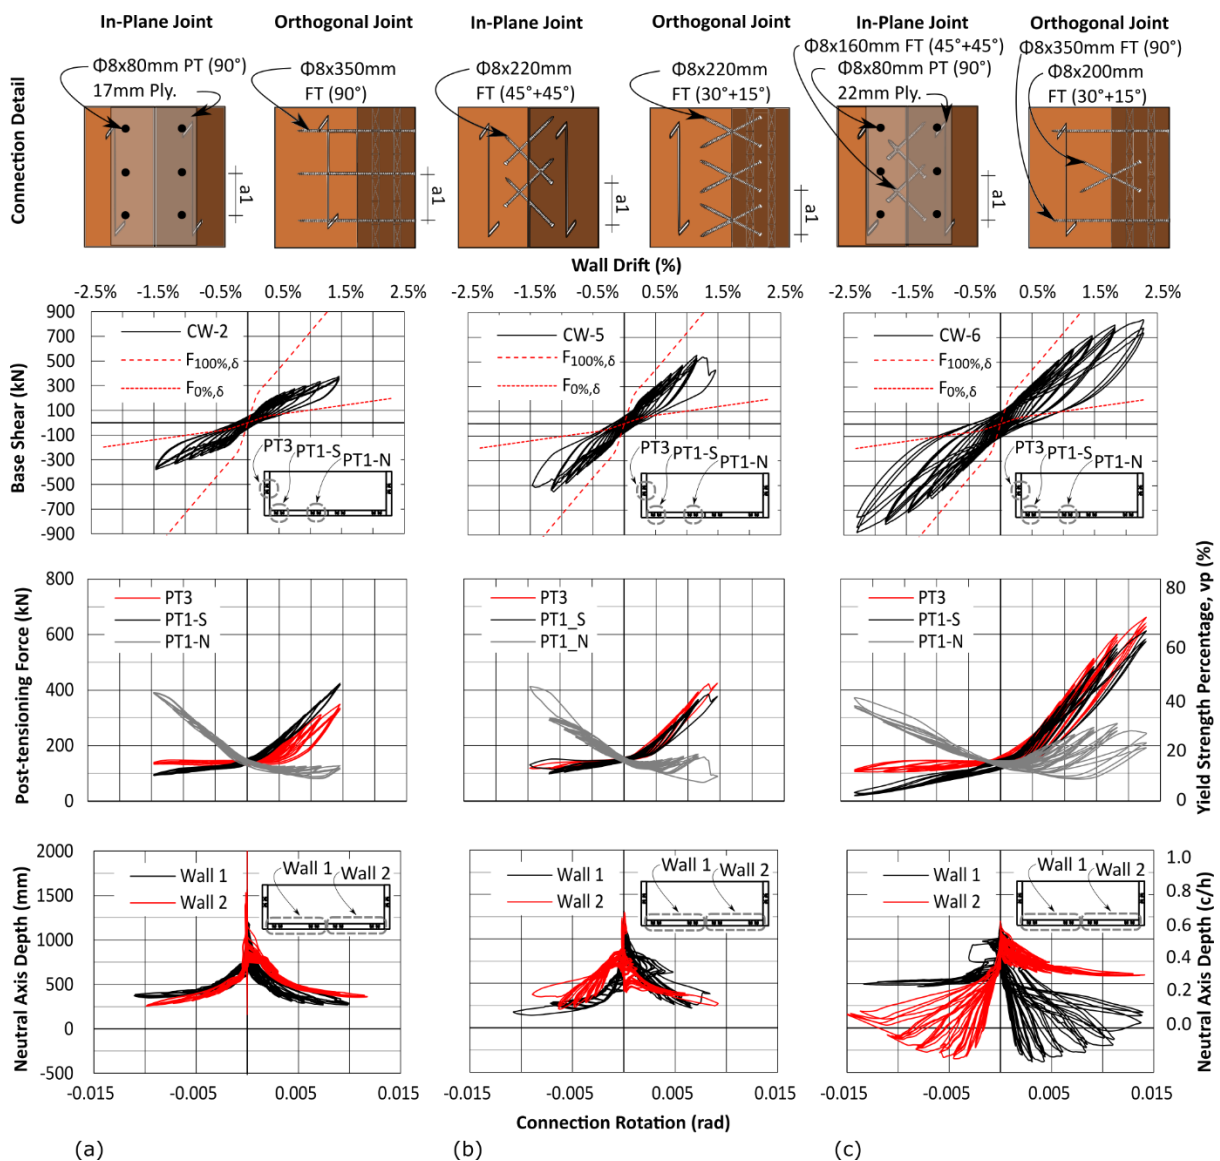 In-Plane Joint
Orthogonal Joint
In-Plane Joint
Orthogonal Joint
In-Plane Joint
Orthogonal Joint
Connection Detail
Φ8x80mm PT (90°)
17mm Ply.
Φ8x350mm
FT (90°)
a1
a1
Φ8x220mm
FT (45°+45°)
Φ8x220mm
FT (30°+15°)
a1
a1
Φ8x160mm FT (45°+45°)
Φ8x80mm PT (90°)
22mm Ply.
Φ8x350mm FT (90°)
Φ8x200mm
FT (30°+15°)
a1
Wall Drift (%)
-2.5% -1.5% -0.5% 0.5% 1.5% 2.5%
-2.5% -1.5% -0.5% 0.5% 1.5% 2.5%
-2.5% -1.5% -0.5% 0.5% 1.5% 2.5%
Base Shear (kN)
900
700
500
300
100
-100
-300
-500
-700
-900
CW-2
F100%,δ
F0%,δ
PT3
PT1-S
PT1-N
CW-5
F100%,δ
F0%,δ
PT3
PT1-S
PT1-N
CW-6
F100%,δ
F0%,δ
PT3
PT1-S
PT1-N
Post-tensioning Force (kN)
800
600
400
200
0
PT3
PT1-S
PT1-N
PT3
PT1_S
PT1_N
PT3
PT1-S
PT1-N
80
60
40
20
0
Yield Strength Percentage, vp (%)
Neutral Axis Depth (mm)
2000
1500
1000
500
0
-500
Wall 1
Wall 2
Wall 1
Wall 2
Wall 1
Wall 2
Wall 1
Wall 2
Wall 1
Wall 2
Wall 1
Wall 2
1.0
0.8
0.6
0.4
0.2
0.0
Neutral Axis Depth (c/h)
-0.015 -0.005 0.005 0.015
-0.015 -0.005 0.005 0.015
-0.015 -0.005 0.005 0.015
Connection Rotation (rad)
(a)
(b)
(c)